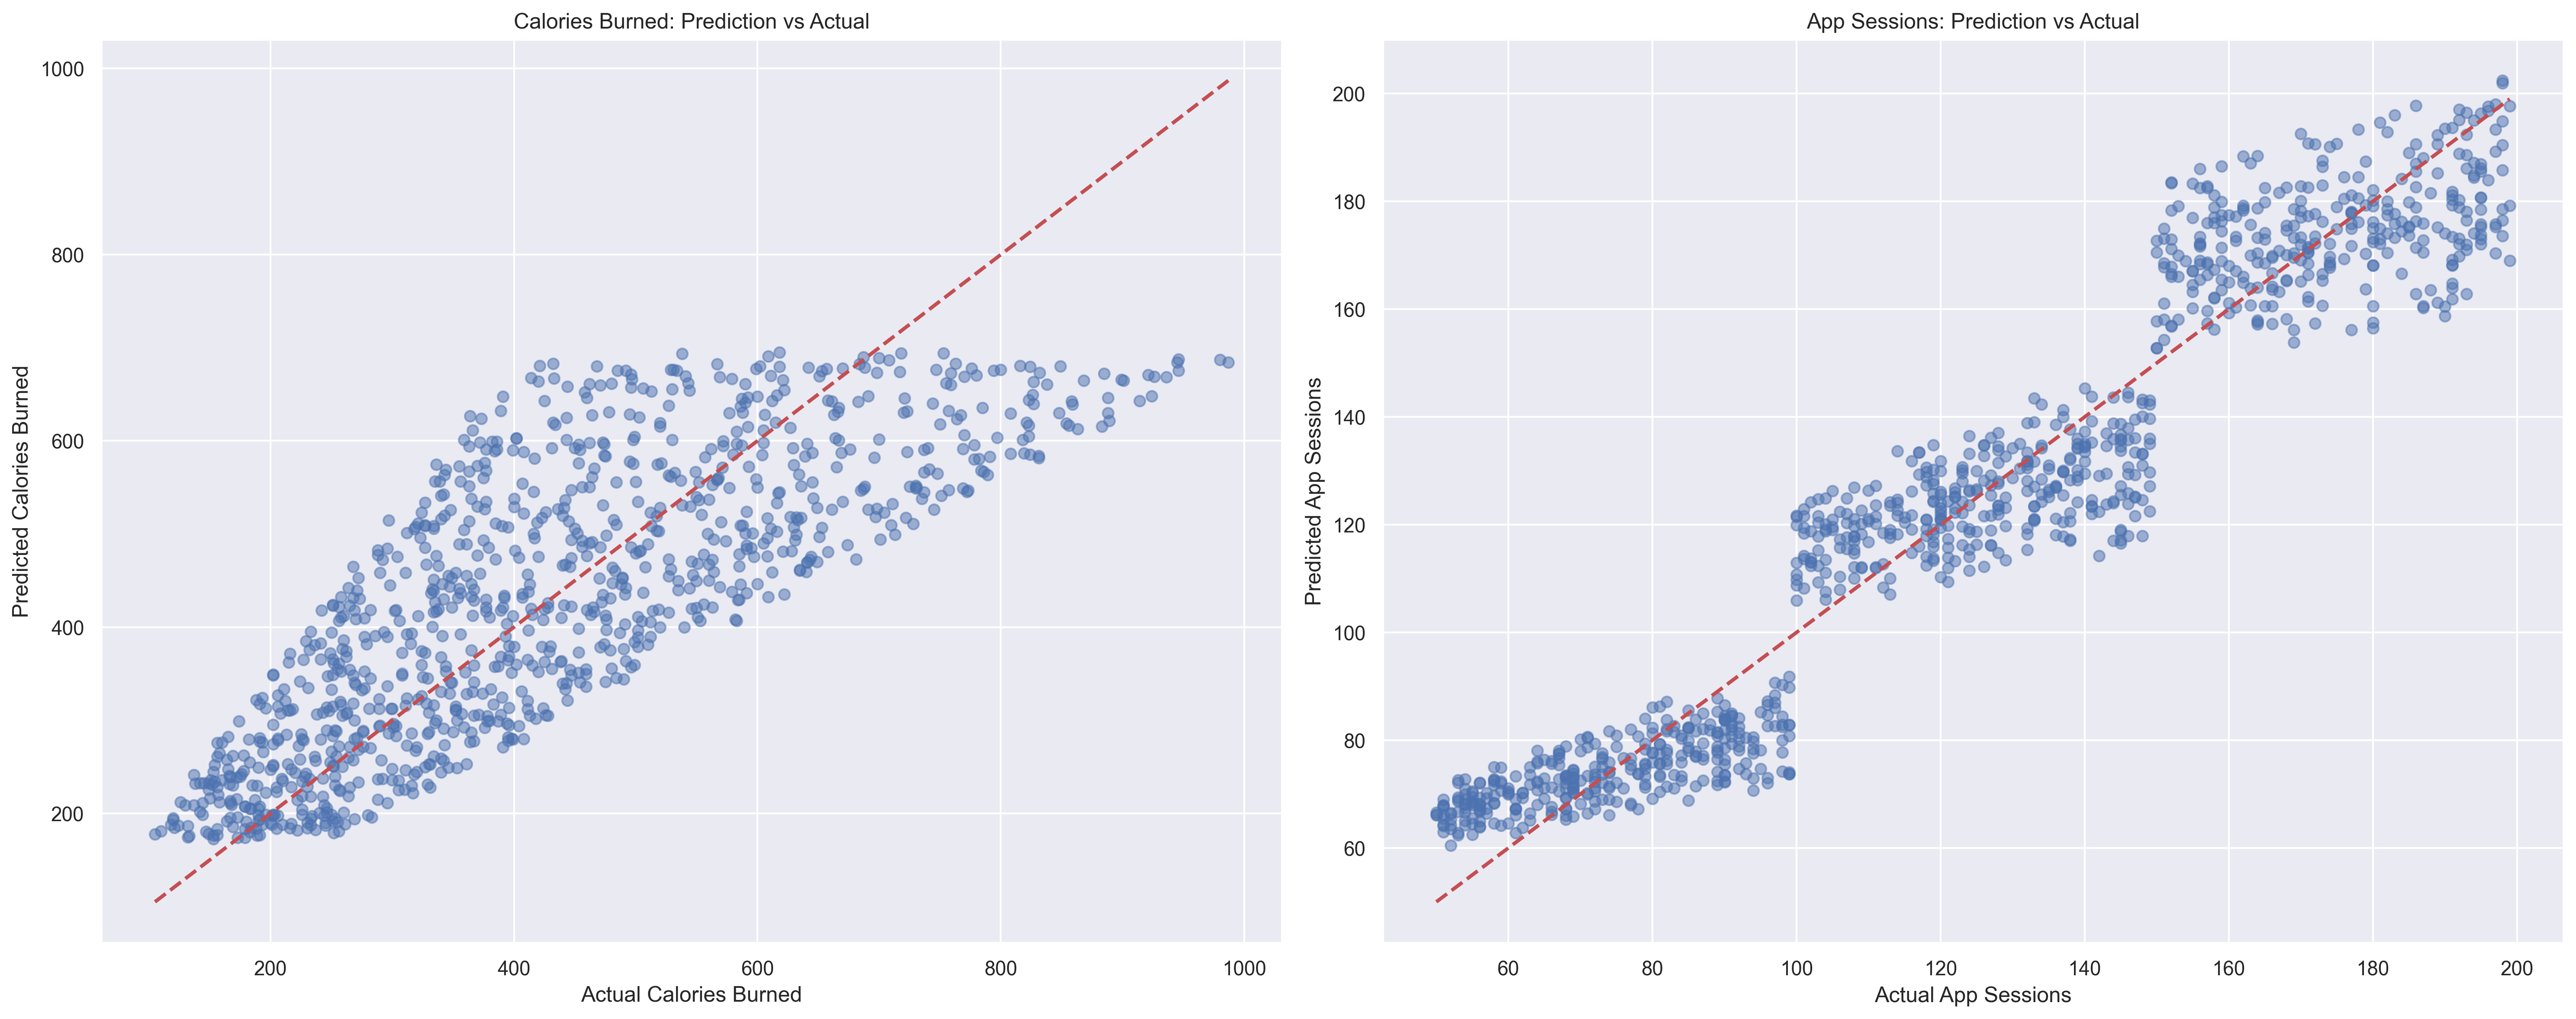 Calories Burned: Prediction vs Actual
1000
800
600
400
200
Predicted Calories Burned
200 400 600 800 1000
Actual Calories Burned
App Sessions: Prediction vs Actual
200
180
160
140
120
100
80
60
Predicted App Sessions
60 80 100 120 140 160 180 200
Actual App Sessions